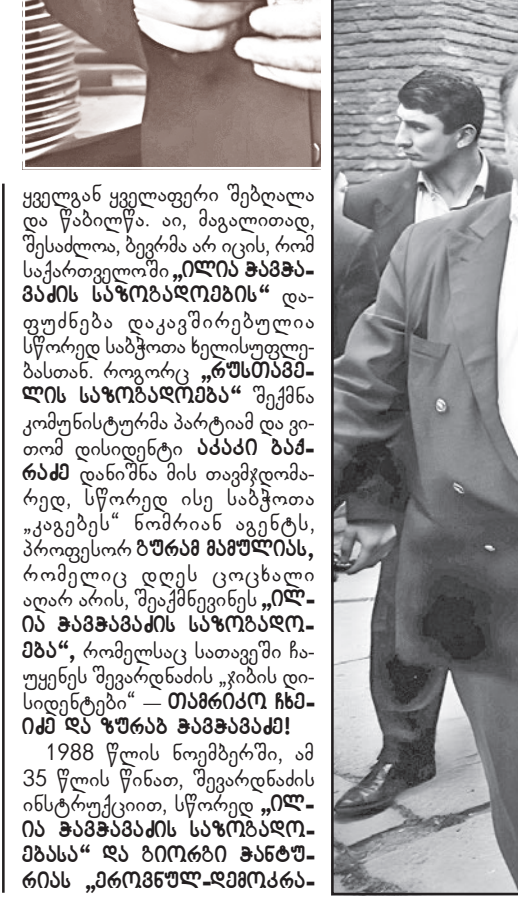 ყველგან ყველაფერი შებღალა
და წაბილწა. აი, მაგალითად,
შესაძლოა, ბევრმა არ იცის, რომ
საქართველოში „ილია ჭავჭა-
ვაძის საზოგადოების“ და-
ფუძნება დაკავშირებულია
სწორედ საბჭოთა ხელისუფლე-
ბასთან. როგორც „რუსთავე-
ლის საზოგადოება“ შექმნა
კომუნისტურმა პარტიამ და ვი-
თომ დისიდენტი აკაკი ბაქ-
რაძე დანიშნა მის თავმჯდომა-
რედ, სწორედ ისე საბჭოთა
„კაგებეს“ ნომრიან აგენტს,
პროფესორ გურამ მამულიას,
რომელიც დღეს ცოცხალი
აღარ არის, შეაქმნევინეს „ილ-
ია ჭავჭავაძის საზოგადო-
ება“, რომელსაც სათავეში ჩა-
უყენეს შევარდნაძის „ჯიბის დი-
სიდენტები“ — თამრიკო ჩხე-
იძე და ზურაბ ჭავჭავაძე!
1988 წლის ნოემბერში, ამ
35 წლის წინათ, შევარდნაძის
ინსტრუქციით, სწორედ „ილ-
ია ჭავჭავაძის საზოგადო-
ებასა“ და გიორგი ჭანტუ-
რიას „ეროვნულ-დემოკრა-